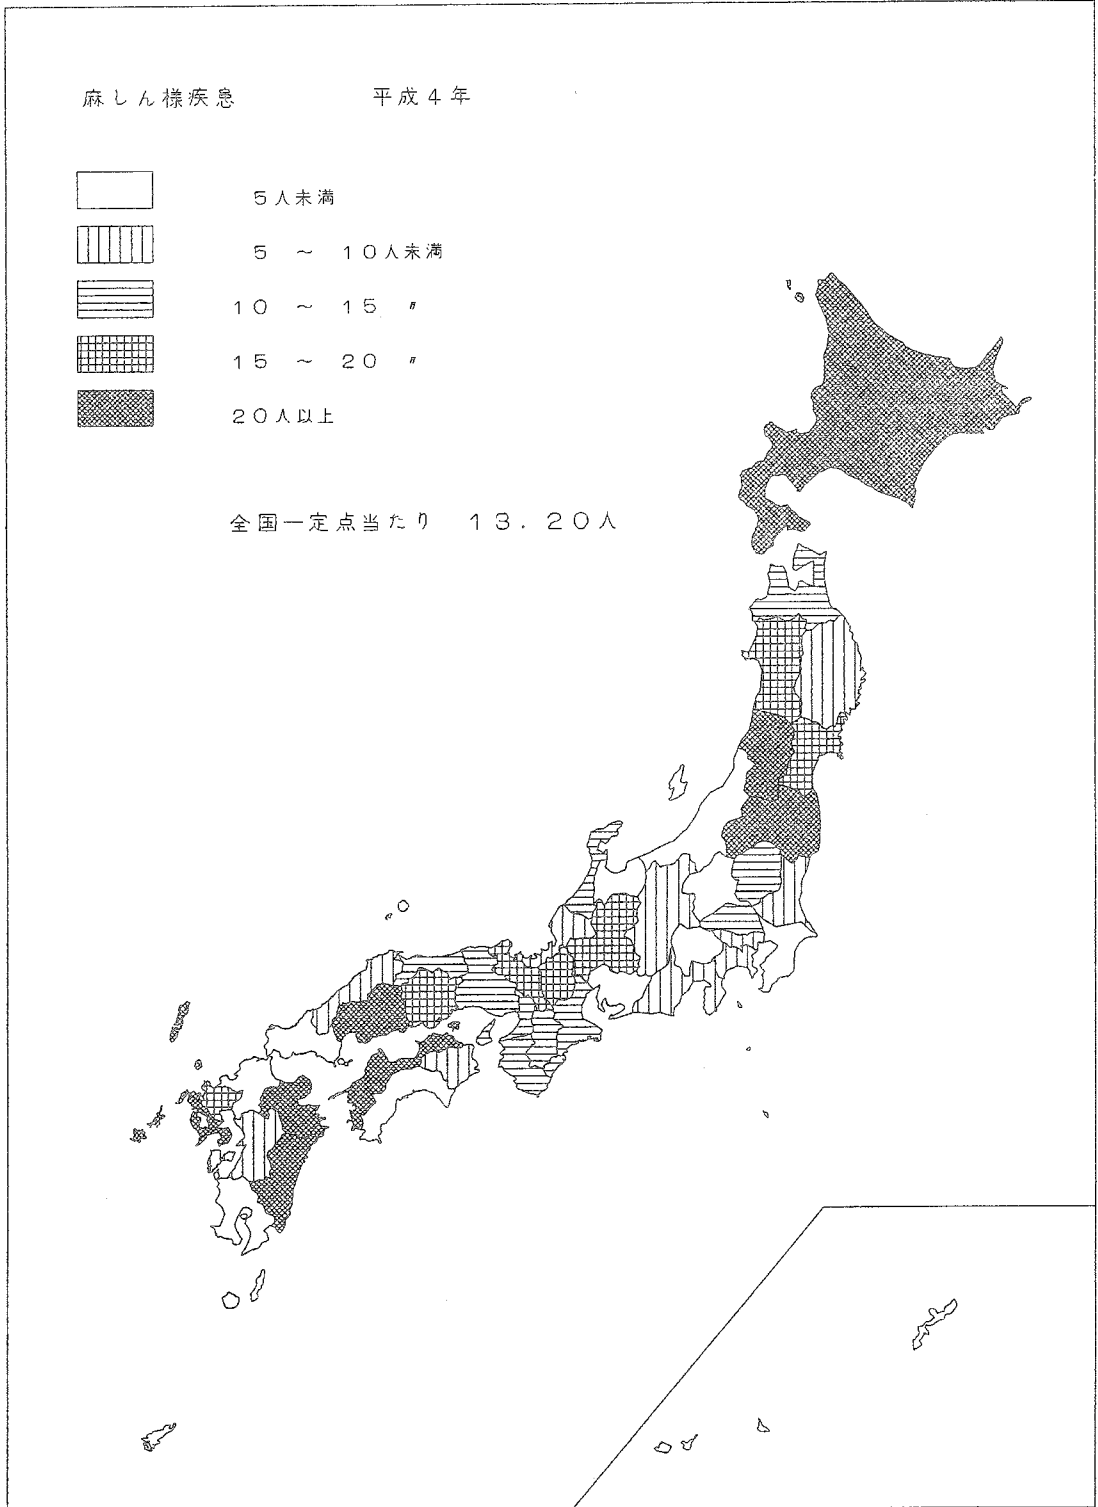 麻しん様疾患 平成4年
5人未満
5 ～ 10人未満
10 ～ 15 〃
15 ～ 20 〃
20人以上
全国一定点当たり 13.20人